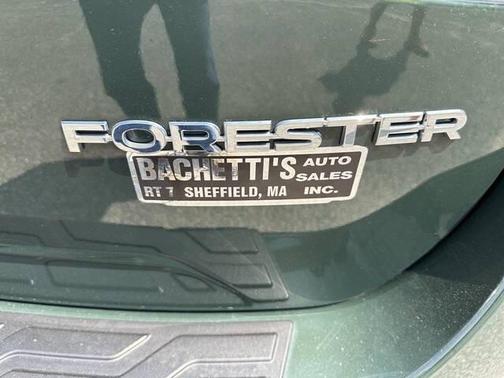 FORESTER
BACHETTI'S AUTO SALES INC.
RT 7 SHEFFIELD, MA